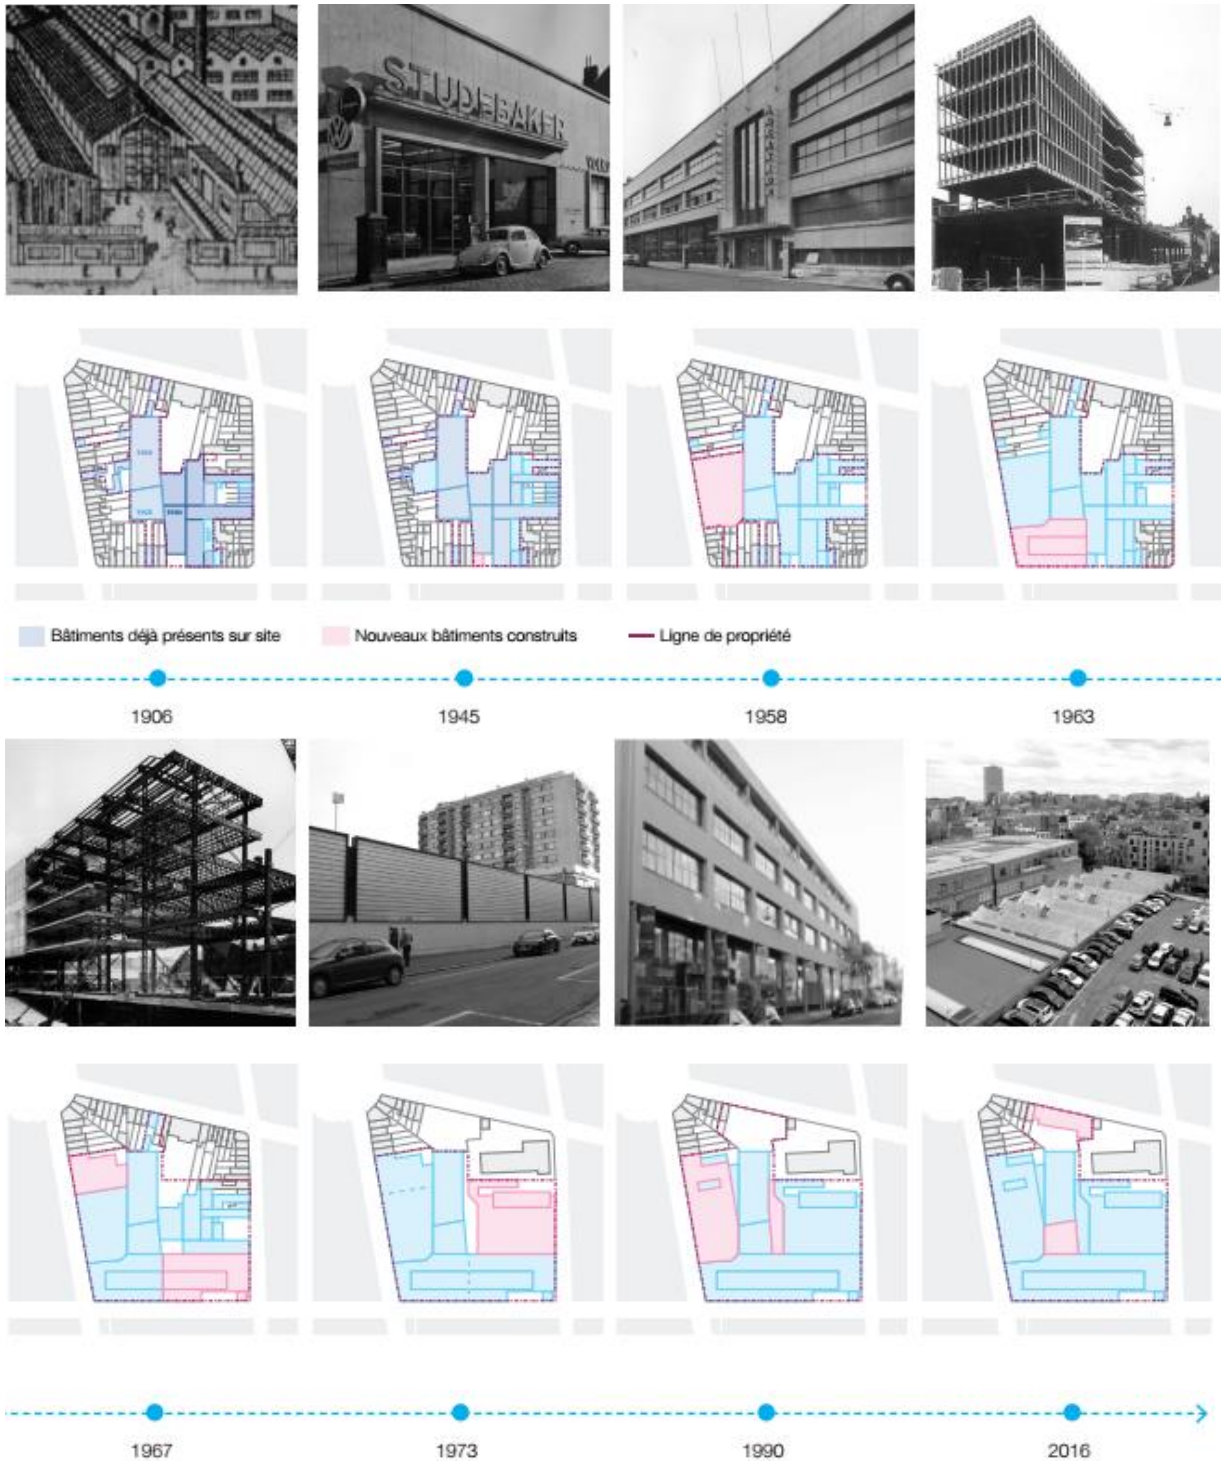 STUDEBAKER
Bâtiments déjà présents sur site
Nouveaux bâtiments construits
Ligne de propriété
1906
1945
1958
1963
1967
1973
1990
2016